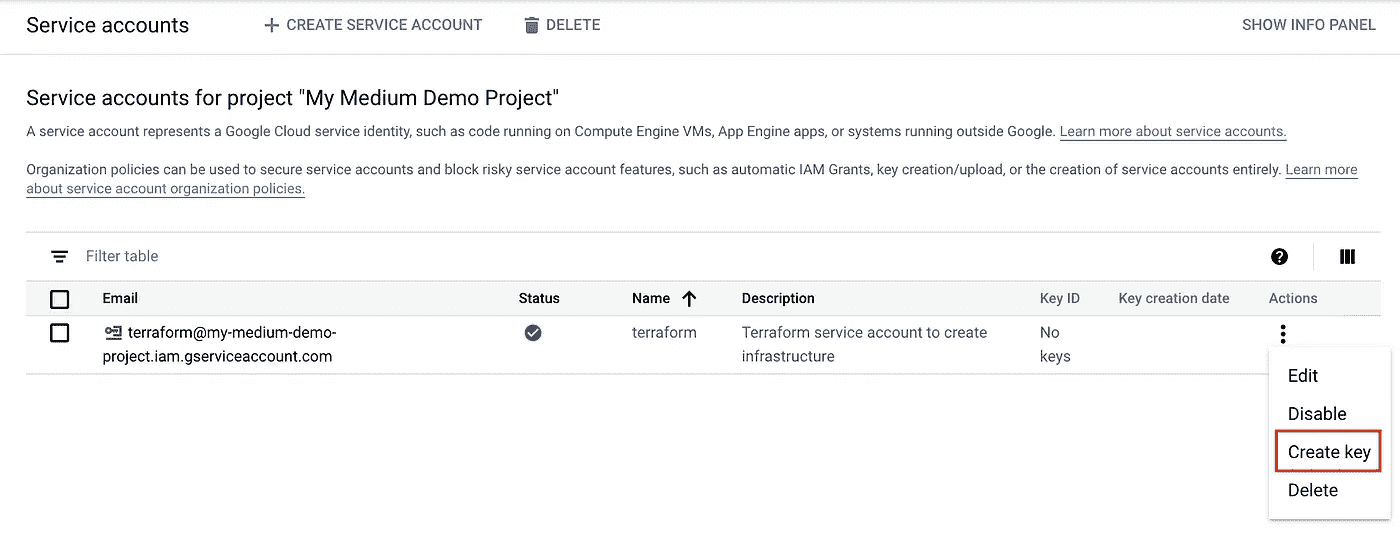 Service accounts
CREATE SERVICE ACCOUNT
DELETE
SHOW INFO PANEL
Service accounts for project "My Medium Demo Project"
A service account represents a Google Cloud service identity, such as code running on Compute Engine VMs, App Engine apps, or systems running outside Google. Learn more about service accounts.
Organization policies can be used to secure service accounts and block risky service account features, such as automatic IAM Grants, key creation/upload, or the creation of service accounts entirely. Learn more
about service account organization policies.
Filter table
Email Status Name Description Key ID Key creation date Actions
terraform@my-medium-demo- terraform Terraform service account to create No
project.iam.gserviceaccount.com infrastructure keys
Edit
Disable
Create key
Delete